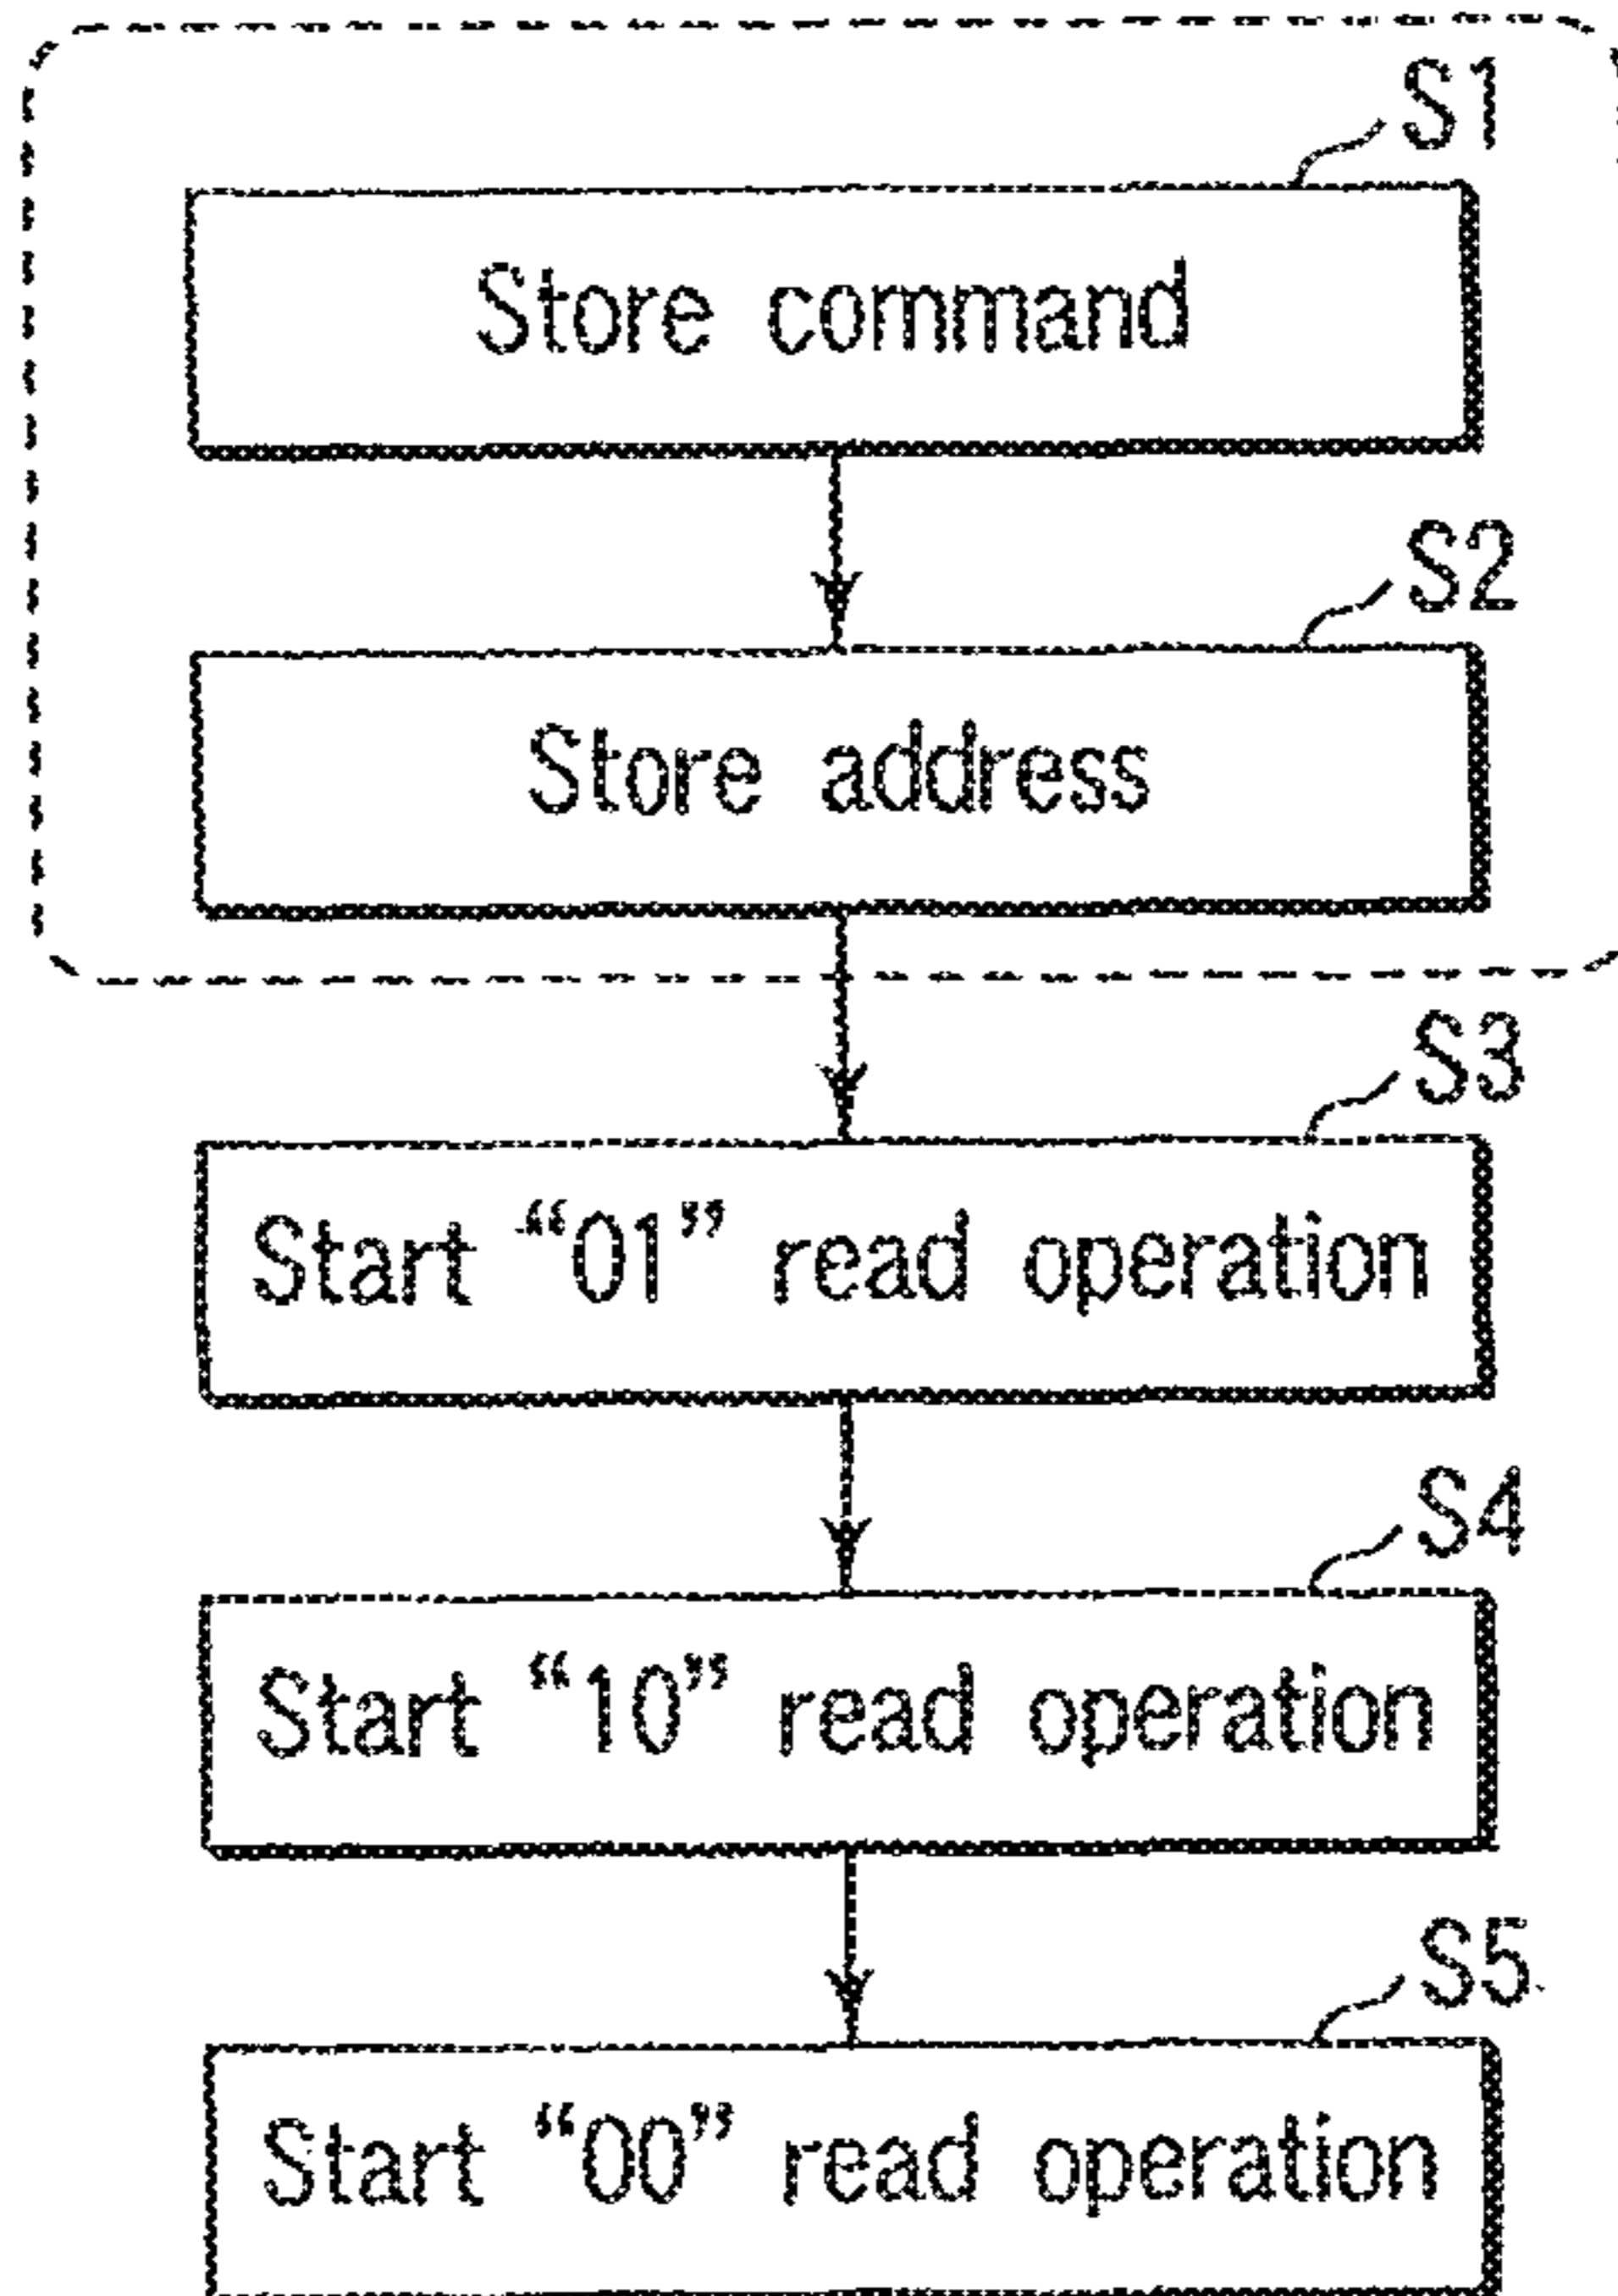 S1
Store command
S2
Store address
S3
Start “01” read operation
S4
Start “10” read operation
S5
Start “00” read operation